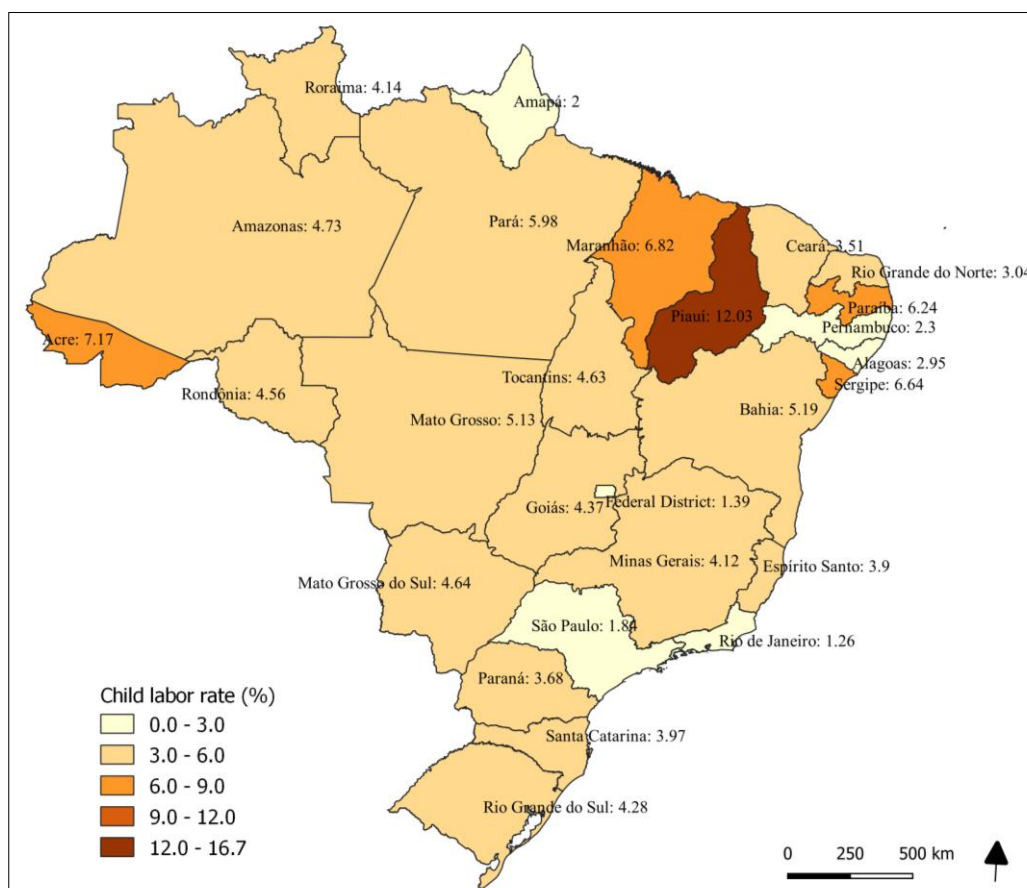 Roraima: 4.14
Amapá: 2
Amazonas: 4.73
Pará: 5.98
Maranhão: 6.82
Ceará: 3.51
Rio Grande do Norte: 3.04
Paraíba: 6.24
Piauí: 12.03
Pernambuco: 2.3
Acre: 7.17
Alagoas: 2.95
Sergipe: 6.64
Rondônia: 4.56
Tocantins: 4.63
Bahia: 5.19
Mato Grosso: 5.13
Goiás: 4.37
Federal District: 1.39
Minas Gerais: 4.12
Espírito Santo: 3.9
Mato Grosso do Sul: 4.64
São Paulo: 1.84
Rio de Janeiro: 1.26
Paraná: 3.68
Santa Catarina: 3.97
Rio Grande do Sul: 4.28
Child labor rate (%)
0.0 - 3.0
3.0 - 6.0
6.0 - 9.0
9.0 - 12.0
12.0 - 16.7
0 250 500 km